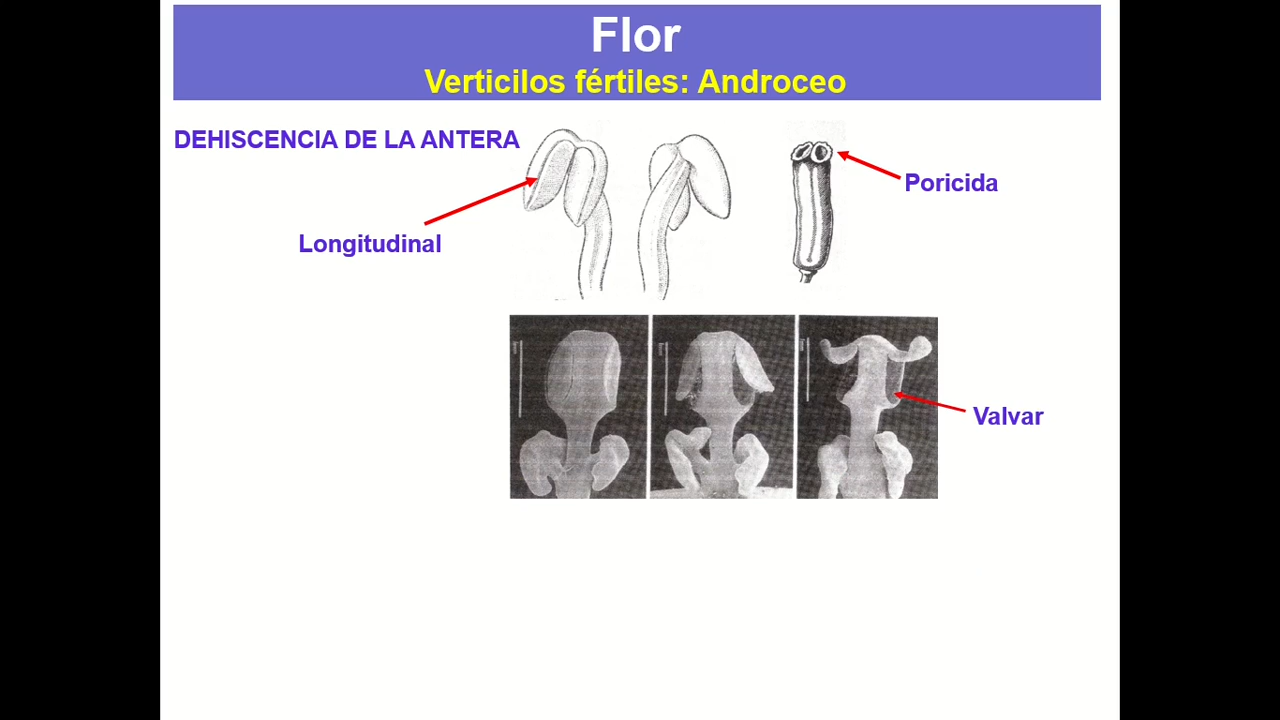 Flor
Verticilos fértiles: Androceo
DEHISCENCIA DE LA ANTERA
Poricida
Longitudinal
Valvar